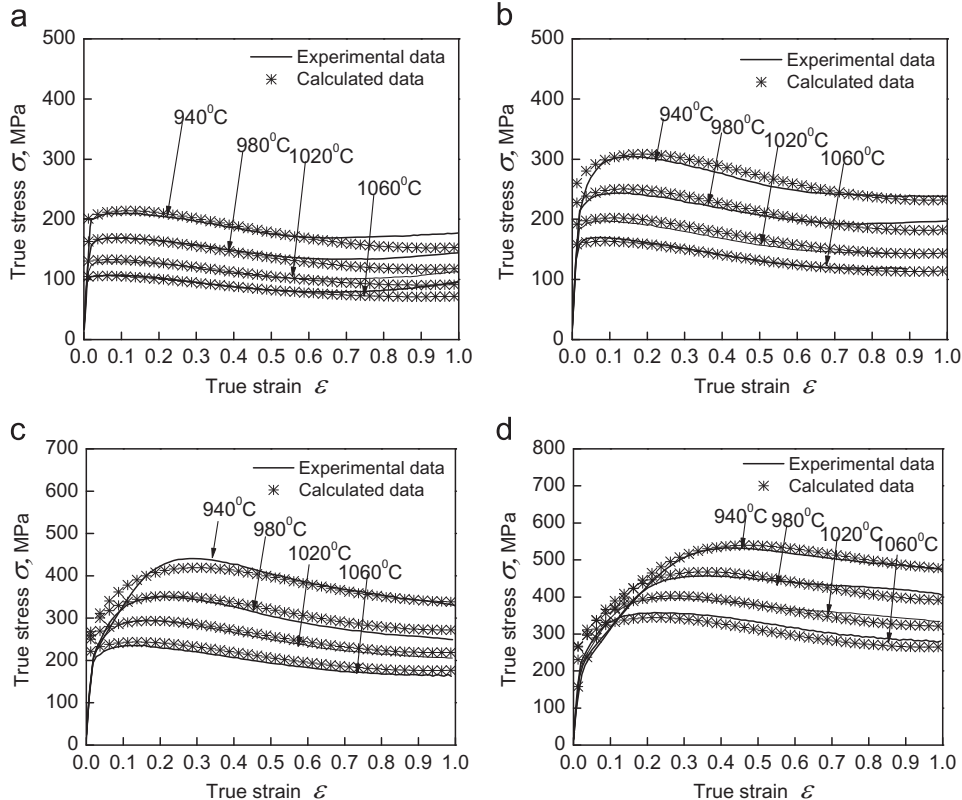 a
500
400
300
200
100
0
True stress σ, MPa
Experimental data
Calculated data
940⁰C
980⁰C
1020⁰C
1060⁰C
0.0 0.1 0.2 0.3 0.4 0.5 0.6 0.7 0.8 0.9 1.0
True strain ε
b
500
400
300
200
100
0
True stress σ, MPa
Experimental data
Calculated data
940⁰C
980⁰C
1020⁰C
1060⁰C
0.0 0.1 0.2 0.3 0.4 0.5 0.6 0.7 0.8 0.9 1.0
True strain ε
c
700
600
500
400
300
200
100
0
True stress σ, MPa
Experimental data
Calculated data
940⁰C
980⁰C
1020⁰C
1060⁰C
0.0 0.1 0.2 0.3 0.4 0.5 0.6 0.7 0.8 0.9 1.0
True strain ε
d
800
700
600
500
400
300
200
100
0
True stress σ, MPa
Experimental data
Calculated data
940⁰C
980⁰C
1020⁰C
1060⁰C
0.0 0.1 0.2 0.3 0.4 0.5 0.6 0.7 0.8 0.9 1.0
True strain ε